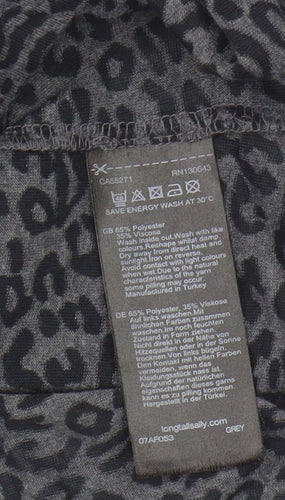 CA55271 RN130543
40
SAVE ENERGY WASH AT 30°C
GB 65% Polyester
35% Viscose
Wash inside out.Wash with like
colours.Reshape whilst damp
Dry away from direct heat and
sunlight.Iron on reverse
Avoid contact with light colours
when wet.Due to the natural
characteristics of the yarn
some pilling may occur
Manufactured in
Turkey
DE 65% Polyester, 35% Viscose
Auf links waschen.Mit
ähnlichen Farben
waschen.Im noch feuchten
Zustand in Form ziehen
Nicht in der Nähe von direkter
Hitzequelle oder in der Sonne
trocknen.Von links bügeln
Den Kontakt mit hellen Farben
vermeiden, wenn das
Kleidungsstück nass ist.
Aufgrund der natürlichen
eigenschaften dieses garns
kann es zu pilling kommen.
Hergestellt in der Türkei
longtallsally.com
07AF053 GREY